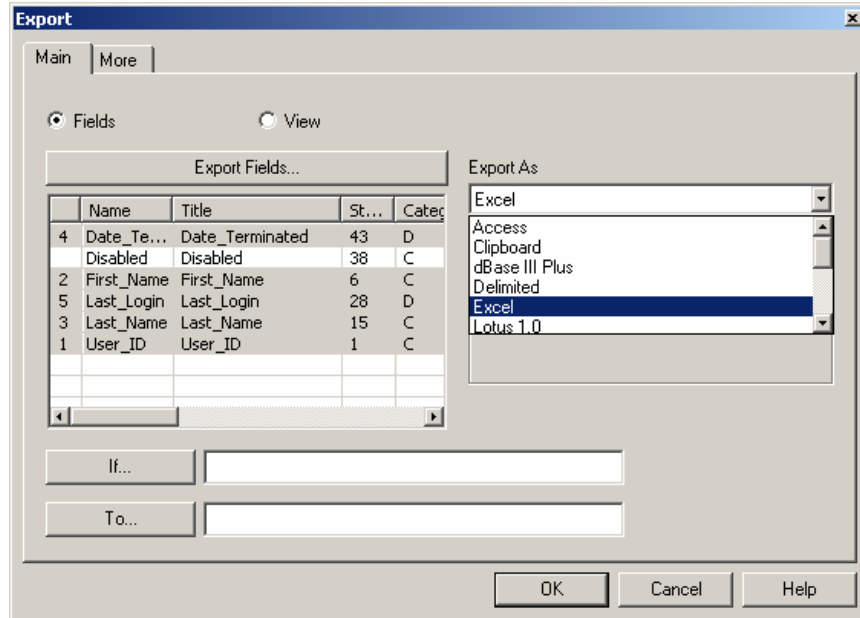 Export
Main More
Fields View
Export Fields... Export As
Excel
Name Title St... Categ
4 Date_Te... Date_Terminated 43 D
Disabled Disabled 38 C
2 First_Name First_Name 6 C
5 Last_Login Last_Login 28 D
3 Last_Name Last_Name 15 C
1 User_ID User_ID 1 C
Access
Clipboard
dBase III Plus
Delimited
Excel
Lotus 1.0
If...
To...
OK Cancel Help